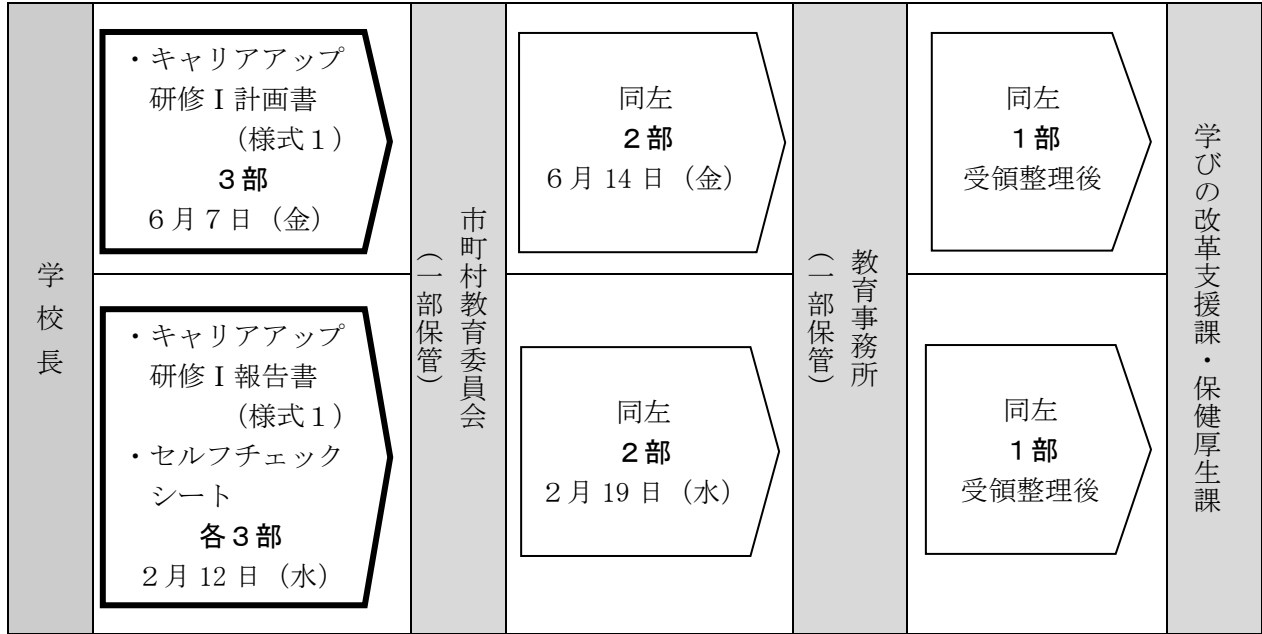 学校長
・キャリアアップ
研修Ⅰ計画書
(様式1)
3部
6月7日(金)
・キャリアアップ
研修Ⅰ報告書
(様式1)
・セルフチェック
シート
各3部
2月12日(水)
市町村教育委員会
(一部保管)
同左
2部
6月14日(金)
同左
2部
2月19日(水)
教育事務所
(一部保管)
同左
1部
受領整理後
同左
1部
受領整理後
学びの改革支援課・保健厚生課